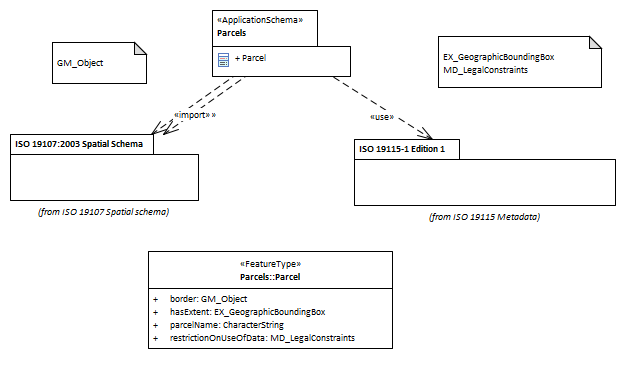 «ApplicationSchema»
Parcels
+ Parcel
GM_Object
EX_GeographicBoundingBox
MD_LegalConstraints
«import» »
«use»
ISO 19107:2003 Spatial Schema
(from ISO 19107 Spatial schema)
ISO 19115-1 Edition 1
(from ISO 19115 Metadata)
«FeatureType»
Parcels::Parcel
+ border: GM_Object
+ hasExtent: EX_GeographicBoundingBox
+ parcelName: CharacterString
+ restrictionOnUseOfData: MD_LegalConstraints